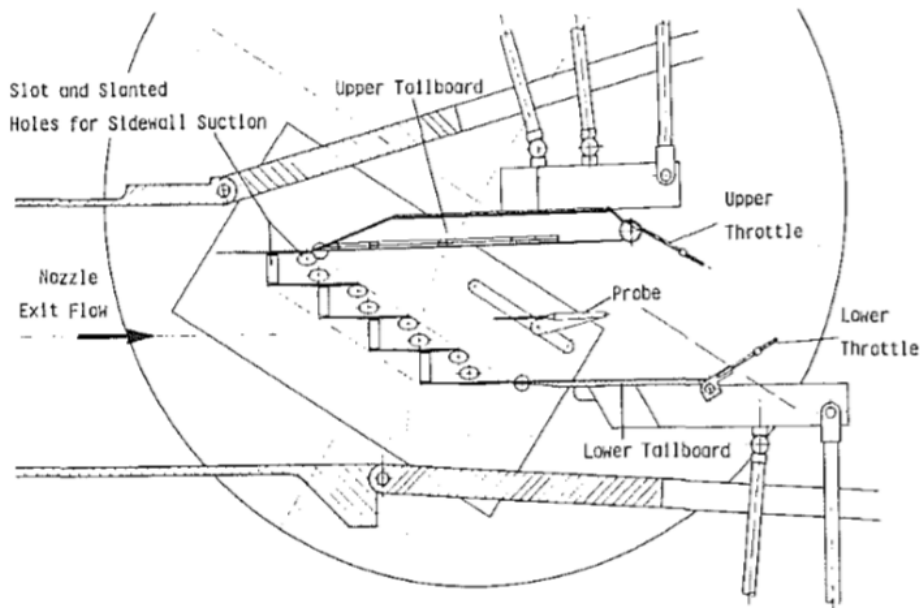 Slot and Slanted
Holes for Sidewall Suction
Upper Tailboard
Upper
Throttle
Nozzle
Exit Flow
Probe
Lower
Throttle
Lower Tailboard